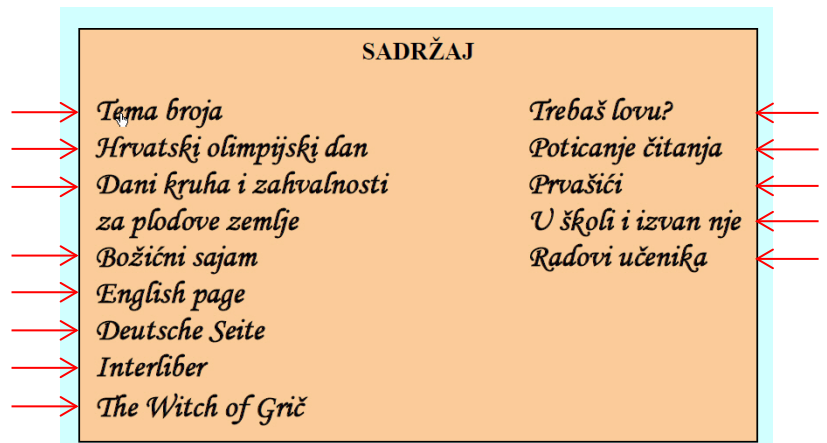 SADRŽAJ
Tema broja
Hrvatski olimpijski dan
Dani kruha i zahvalnosti
za plodove zemlje
Božićni sajam
English page
Deutsche Seite
Interliber
The Witch of Grič
Trebaš lovu?
Poticanje čitanja
Prvašići
U školi i izvan nje
Radovi učenika